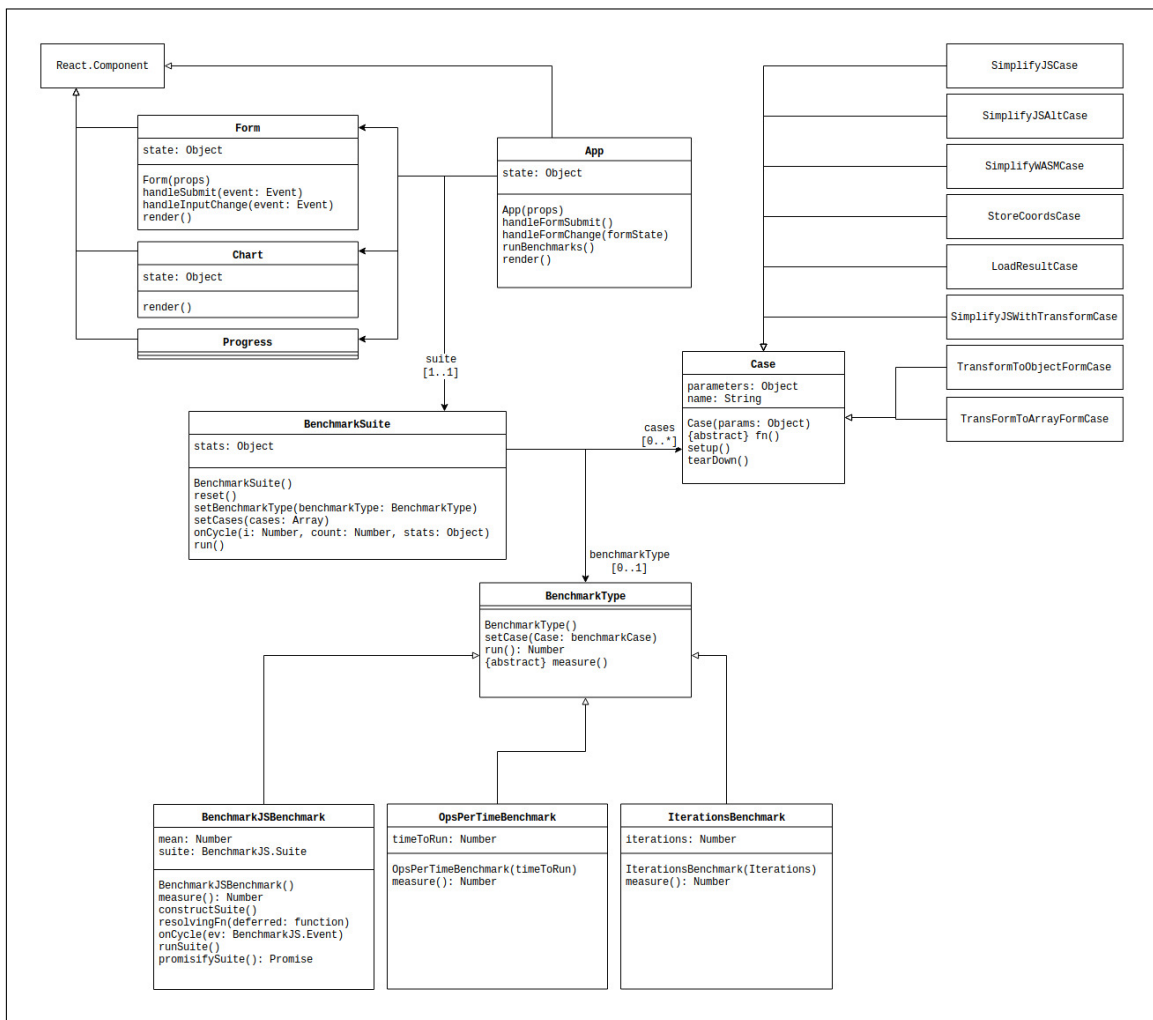 React.Component
Form
state: Object
Form(props)
handleSubmit(event: Event)
handleInputChange(event: Event)
render()
Chart
state: Object
render()
Progress
App
state: Object
App(props)
handleFormSubmit()
handleFormChange(formState)
runBenchmarks()
render()
SimplifyJSCase
SimplifyJSAltCase
SimplifyWASMCase
StoreCoordsCase
LoadResultCase
SimplifyJSWithTransformCase
TransformToObjectFormCase
TransFormToArrayFormCase
suite
[1..1]
Case
parameters: Object
name: String
Case(params: Object)
{abstract} fn()
setup()
tearDown()
cases
[0..*]
BenchmarkSuite
stats: Object
BenchmarkSuite()
reset()
setBenchmarkType(benchmarkType: BenchmarkType)
setCases(cases: Array)
onCycle(i: Number, count: Number, stats: Object)
run()
benchmarkType
[0..1]
BenchmarkType
BenchmarkType()
setCase(Case: benchmarkCase)
run(): Number
{abstract} measure()
BenchmarkJSBenchmark
mean: Number
suite: BenchmarkJS.Suite
BenchmarkJSBenchmark()
measure(): Number
constructSuite()
resolvingFn(deferred: function)
onCycle(ev: BenchmarkJS.Event)
runSuite()
promisifySuite(): Promise
OpsPerTimeBenchmark
timeToRun: Number
OpsPerTimeBenchmark(timeToRun)
measure(): Number
IterationsBenchmark
iterations: Number
IterationsBenchmark(Iterations)
measure(): Number